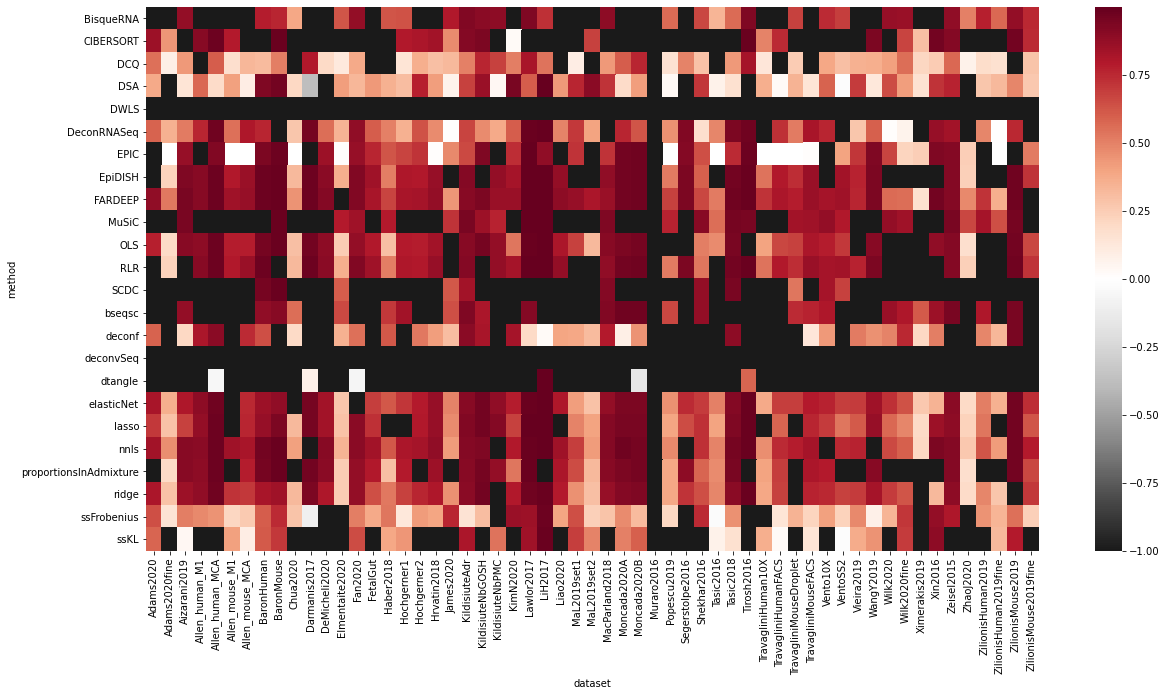 method
BisqueRNA
CIBERSORT
DCQ
DSA
DWLS
DeconRNASeq
EPIC
EpiDISH
FARDEEP
MuSiC
OLS
RLR
SCDC
bseqsc
deconf
deconvSeq
dtangle
elasticNet
lasso
nnls
proportionsInAdmixture
ridge
ssFrobenius
ssKL
Adams2020
Adams2020fine
Aizarani2019
Allen_human_M1
Allen_human_MCA
Allen_mouse_M1
Allen_mouse_MCA
BaronHuman
BaronMouse
Chua2020
Darmanis2017
DeMicheli2020
Elmentaite2020
Fan2020
FetalGut
Haber2018
Hochgerner1
Hochgerner2
Hrvatin2018
James2020
KildisiuteAdr
KildisiuteNbGOSH
KildisiuteNbPMC
KimN2020
Lawlor2017
LiH2017
Liao2020
MaL2019set1
MaL2019set2
MacParland2018
Moncada2020A
Moncada2020B
Muraro2016
Popescu2019
Segerstolpe2016
Shekhar2016
Tasic2016
Tasic2018
Tirosh2016
TravagliniHuman10X
TravagliniHumanFACS
TravagliniMouseDroplet
TravagliniMouseFACS
Vento10X
VentoSS2
Vieira2019
WangY2019
Wilk2020
Wilk2020fine
Ximerakis2019
Xin2016
Zeisel2015
ZhaoJ2020
ZilionisHuman2019
ZilionisHuman2019fine
ZilionisMouse2019
ZilionisMouse2019fine
dataset
0.75
0.50
0.25
0.00
−0.25
−0.50
−0.75
−1.00